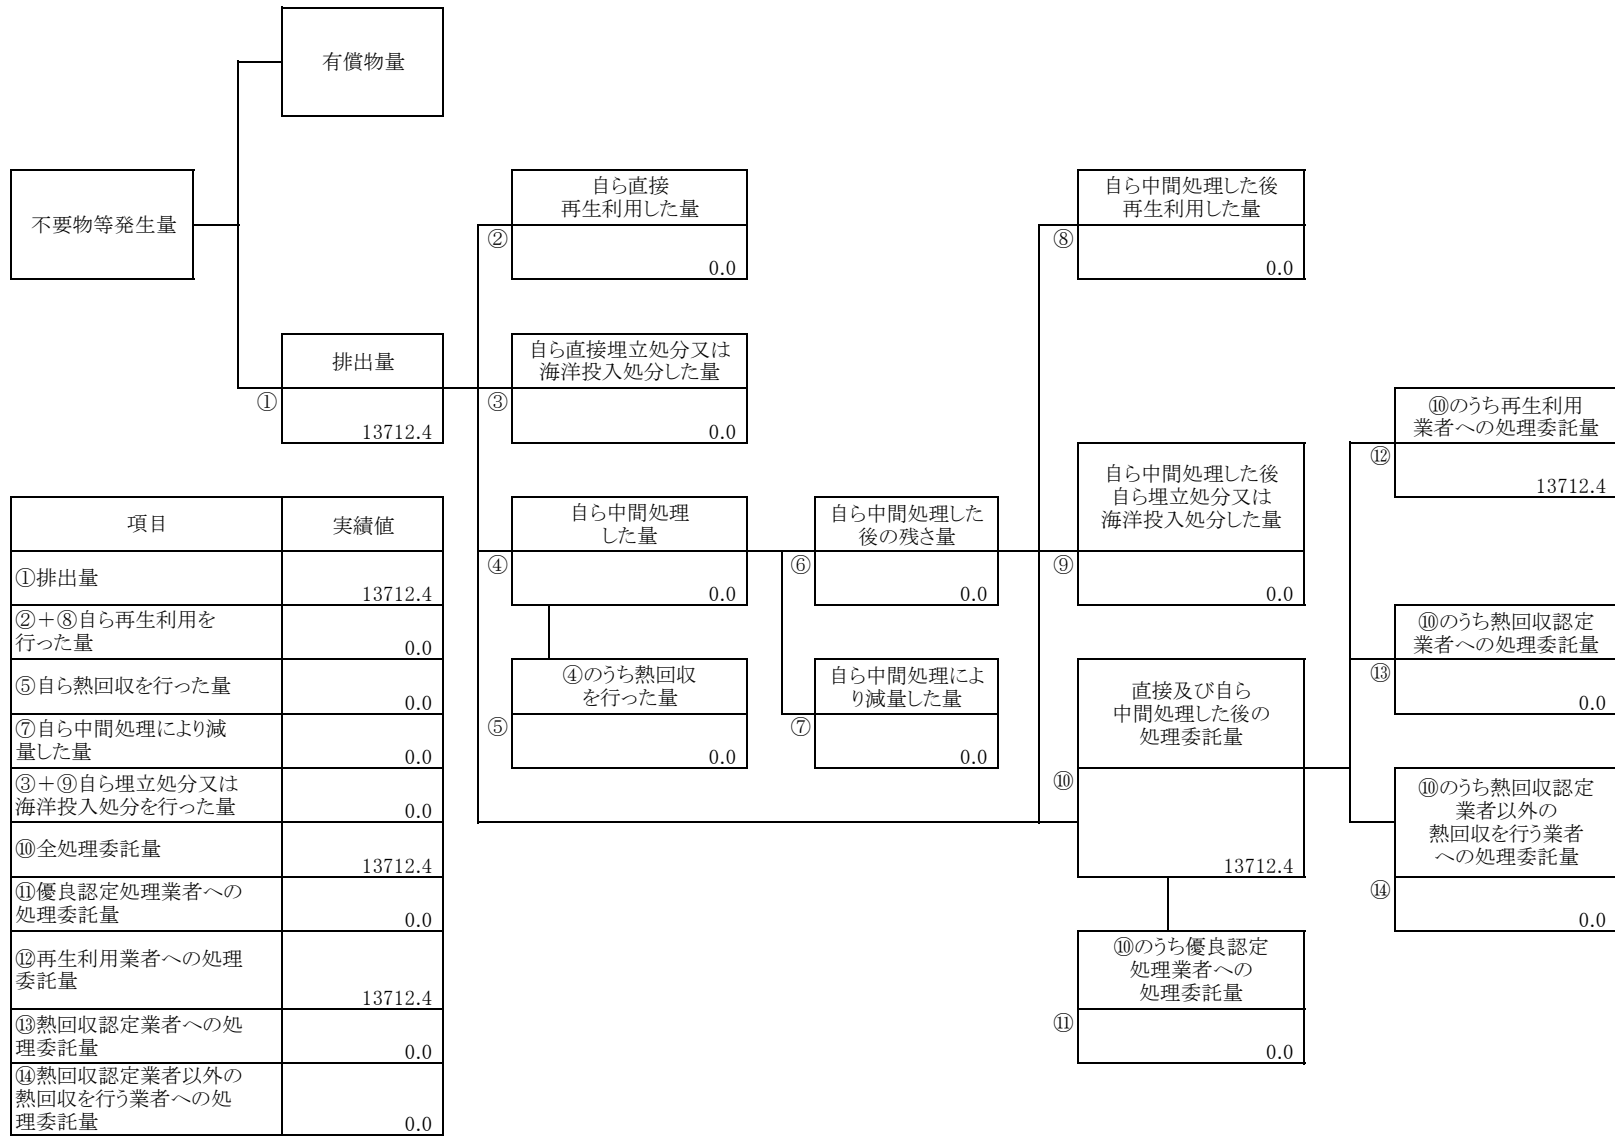 有償物量
不要物等発生量
自ら直接
再生利用した量
②
0.0
自ら中間処理した後
再生利用した量
⑧
0.0
排出量
①
13712.4
自ら直接埋立処分又は
海洋投入処分した量
③
0.0
⑩のうち再生利用
業者への処理委託量
⑫
13712.4
自ら中間処理
した量
④
0.0
自ら中間処理した
後の残さ量
⑥
0.0
自ら中間処理した後
自ら埋立処分又は
海洋投入処分した量
⑨
0.0
⑩のうち熱回収認定
業者への処理委託量
⑬
0.0
④のうち熱回収
を行った量
⑤
0.0
自ら中間処理によ
り減量した量
⑦
0.0
直接及び自ら
中間処理した後の
処理委託量
⑩
13712.4
⑩のうち熱回収認定
業者以外の
熱回収を行う業者
への処理委託量
⑭
0.0
⑩のうち優良認定
処理業者への
処理委託量
⑪
0.0
項目 実績値
①排出量
13712.4
②＋⑧自ら再生利用を
行った量
0.0
⑤自ら熱回収を行った量
0.0
⑦自ら中間処理により減
量した量
0.0
③＋⑨自ら埋立処分又は
海洋投入処分を行った量
0.0
⑩全処理委託量
13712.4
⑪優良認定処理業者への
処理委託量
0.0
⑫再生利用業者への処理
委託量
13712.4
⑬熱回収認定業者への処
理委託量
0.0
⑭熱回収認定業者以外の
熱回収を行う業者への処
理委託量
0.0